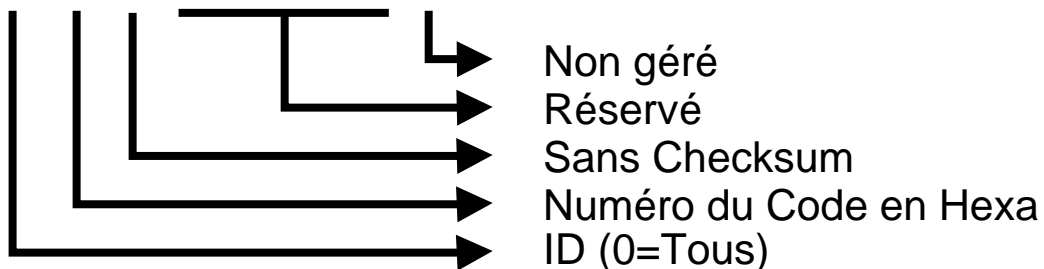 Non géré
Réservé
Sans Checksum
Numéro du Code en Hexa
ID (0=Tous)